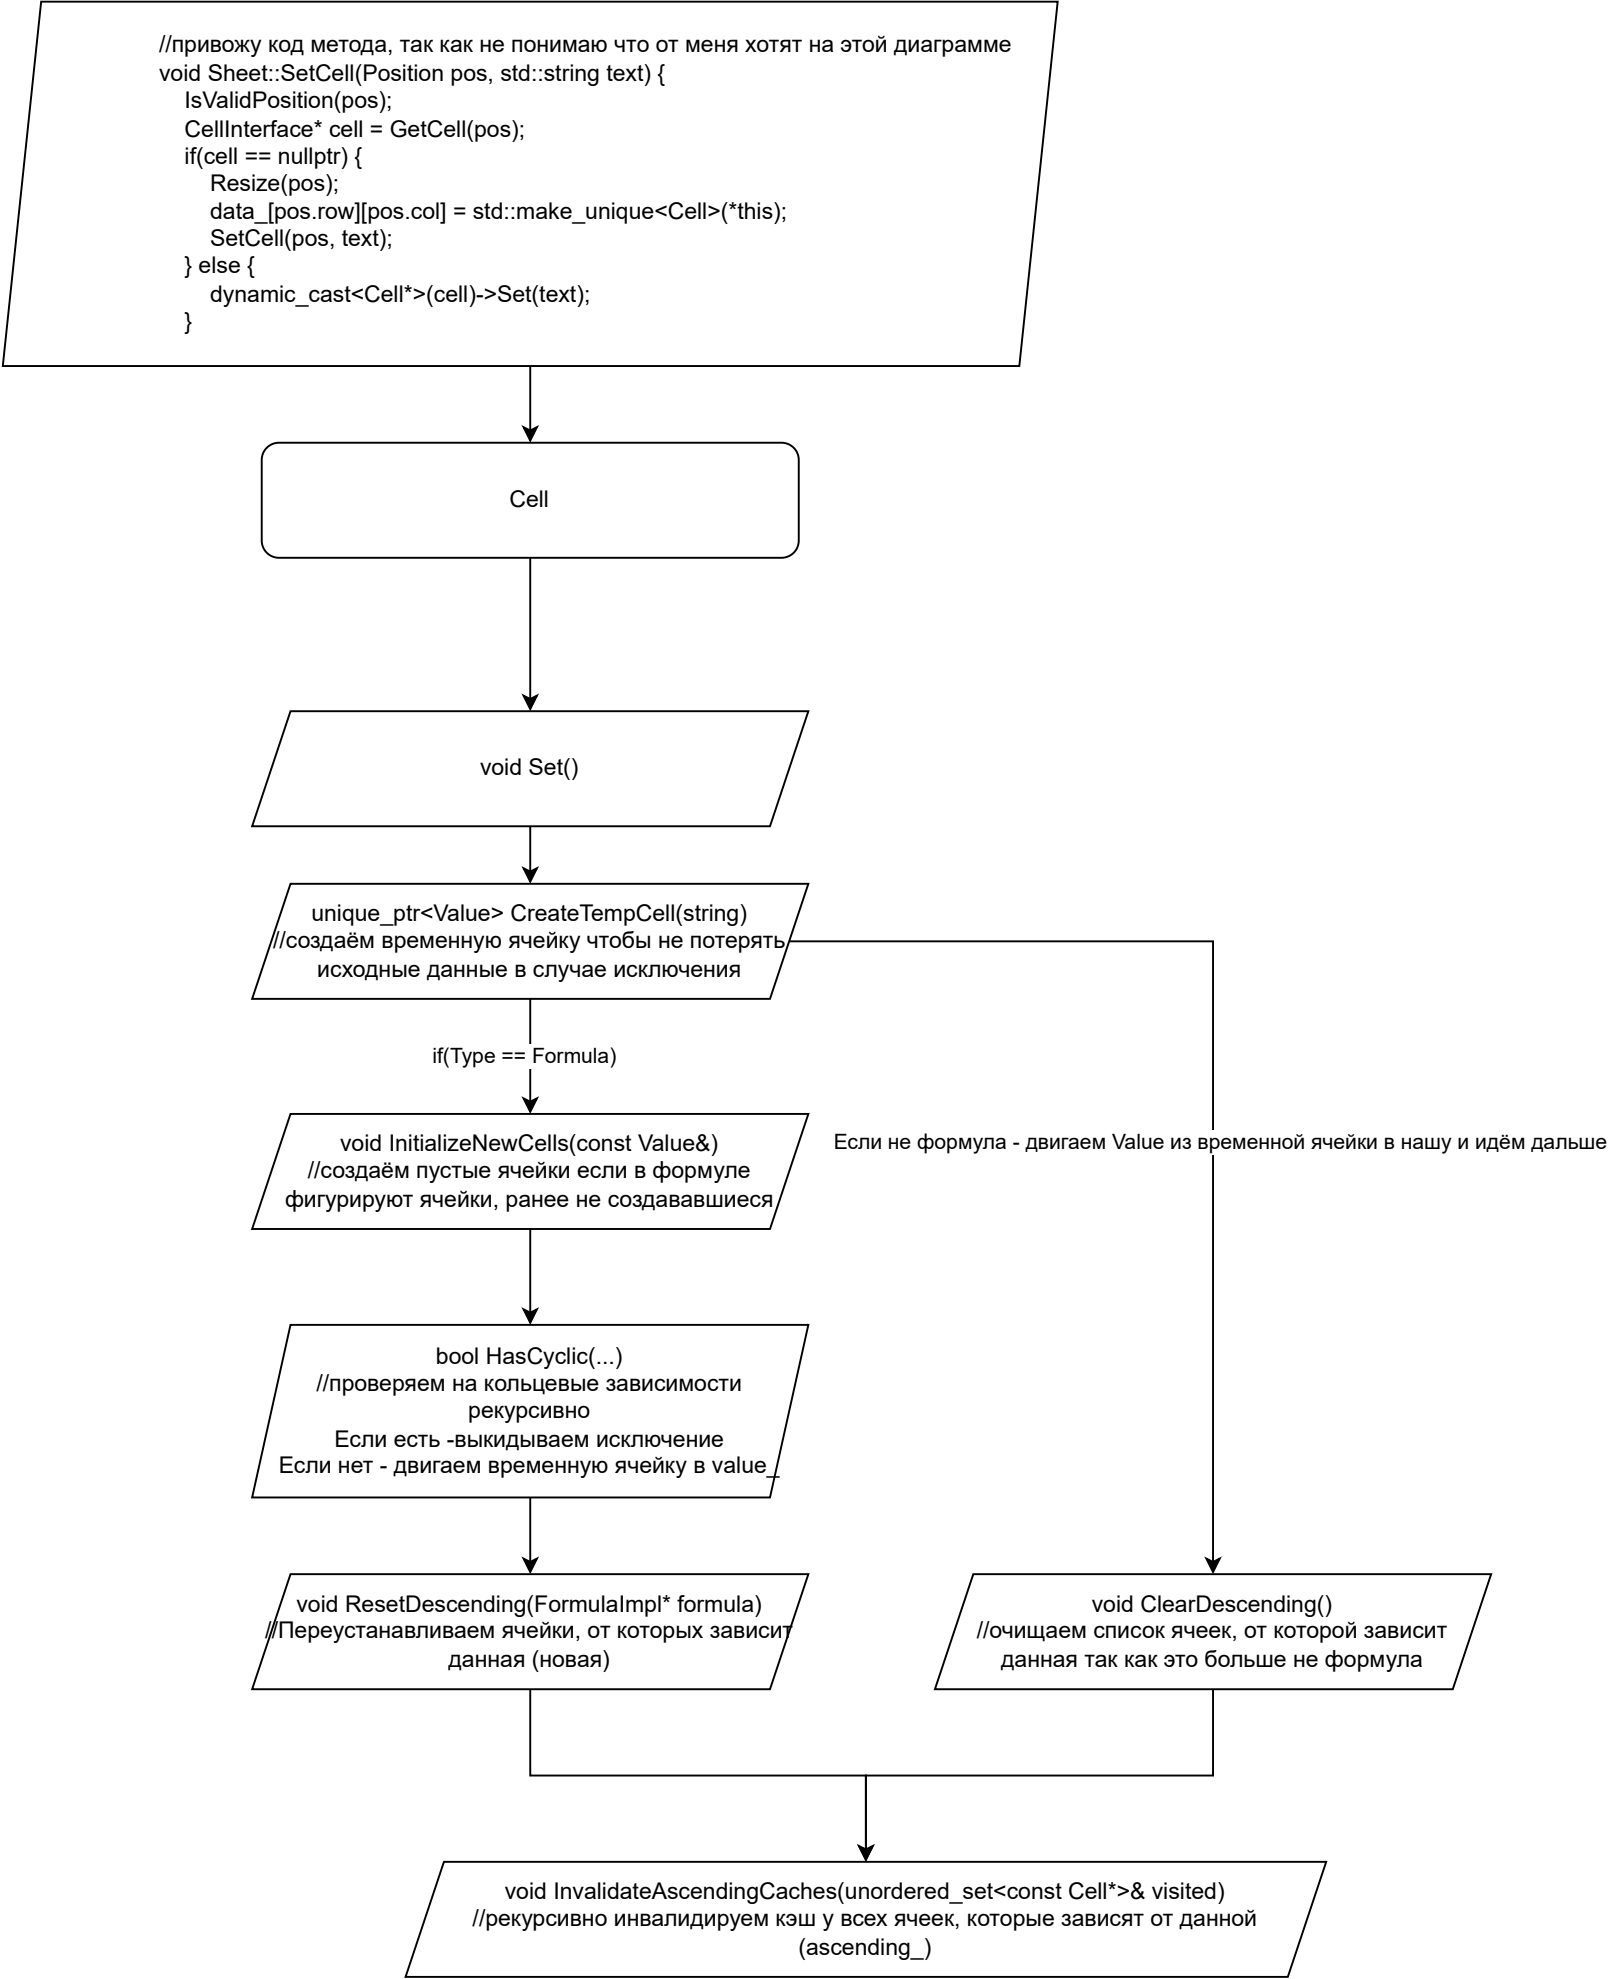 //привожу код метода, так как не понимаю что от меня хотят на этой диаграмме
void Sheet::SetCell(Position pos, std::string text) {
    IsValidPosition(pos);
    CellInterface* cell = GetCell(pos);
    if(cell == nullptr) {
        Resize(pos);
        data_[pos.row][pos.col] = std::make_unique<Cell>(*this);
        SetCell(pos, text);
    } else {
        dynamic_cast<Cell*>(cell)->Set(text);
    }
Cell
void Set()
unique_ptr<Value> CreateTempCell(string)
//создаём временную ячейку чтобы не потерять
исходные данные в случае исключения
if(Type == Formula)
void InitializeNewCells(const Value&)
//создаём пустые ячейки если в формуле
фигурируют ячейки, ранее не создававшиеся
Если не формула - двигаем Value из временной ячейки в нашу и идём дальше
bool HasCyclic(...)
//проверяем на кольцевые зависимости
рекурсивно
Если есть -выкидываем исключение
Если нет - двигаем временную ячейку в value_
void ResetDescending(FormulaImpl* formula)
//Переустанавливаем ячейки, от которых зависит
данная (новая)
void ClearDescending()
//очищаем список ячеек, от которой зависит
данная так как это больше не формула
void InvalidateAscendingCaches(unordered_set<const Cell*>& visited)
//рекурсивно инвалидируем кэш у всех ячеек, которые зависят от данной
(ascending_)